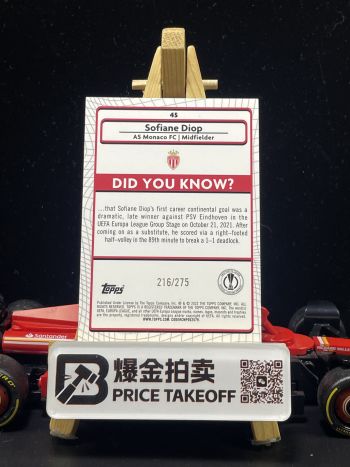 45
Sofiane Diop
AS Monaco FC | Midfielder
DID YOU KNOW?
...that Sofiane Diop's first career continental goal was a
dramatic, late winner against PSV Eindhoven in the
UEFA Europa League Group Stage on October 21, 2021. After
coming on as a substitute, he scored via a right-footed
half-volley in the 89th minute to break a 1-1 deadlock.
216/275
Topps
Santander
爆金拍卖
PRICE TAKEOFF